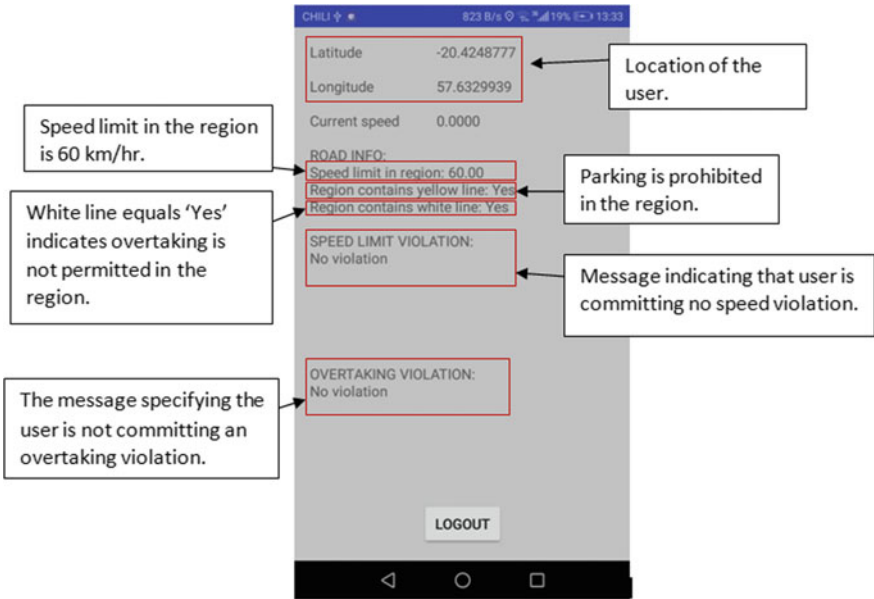 CHILI 823 B/s 19% 13:33
Latitude -20.4248777
Longitude 57.6329939
Location of the
user.
Current speed 0.0000
Speed limit in the region
is 60 km/hr.
ROAD INFO:
Speed limit in region: 60.00
Region contains yellow line: Yes
Region contains white line: Yes
Parking is prohibited
in the region.
White line equals ‘Yes’
indicates overtaking is
not permitted in the
region.
SPEED LIMIT VIOLATION:
No violation
Message indicating that user is
committing no speed violation.
OVERTAKING VIOLATION:
No violation
The message specifying the
user is not committing an
overtaking violation.
LOGOUT